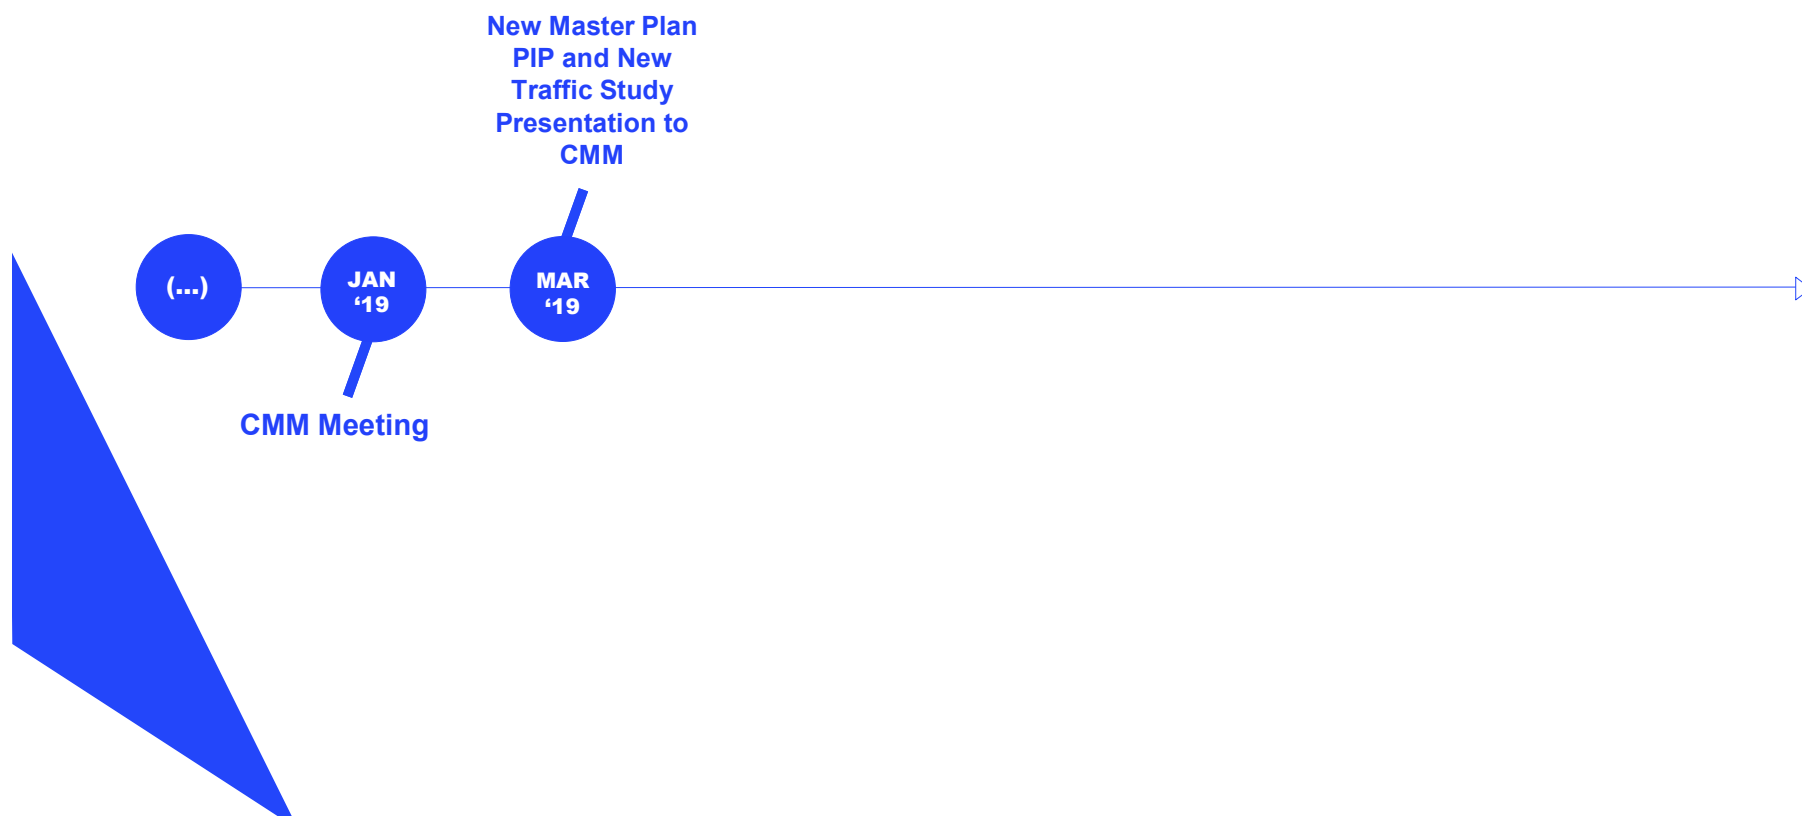 New Master Plan
PIP and New
Traffic Study
Presentation to
CMM
(...)
JAN
‘19
MAR
‘19
CMM Meeting